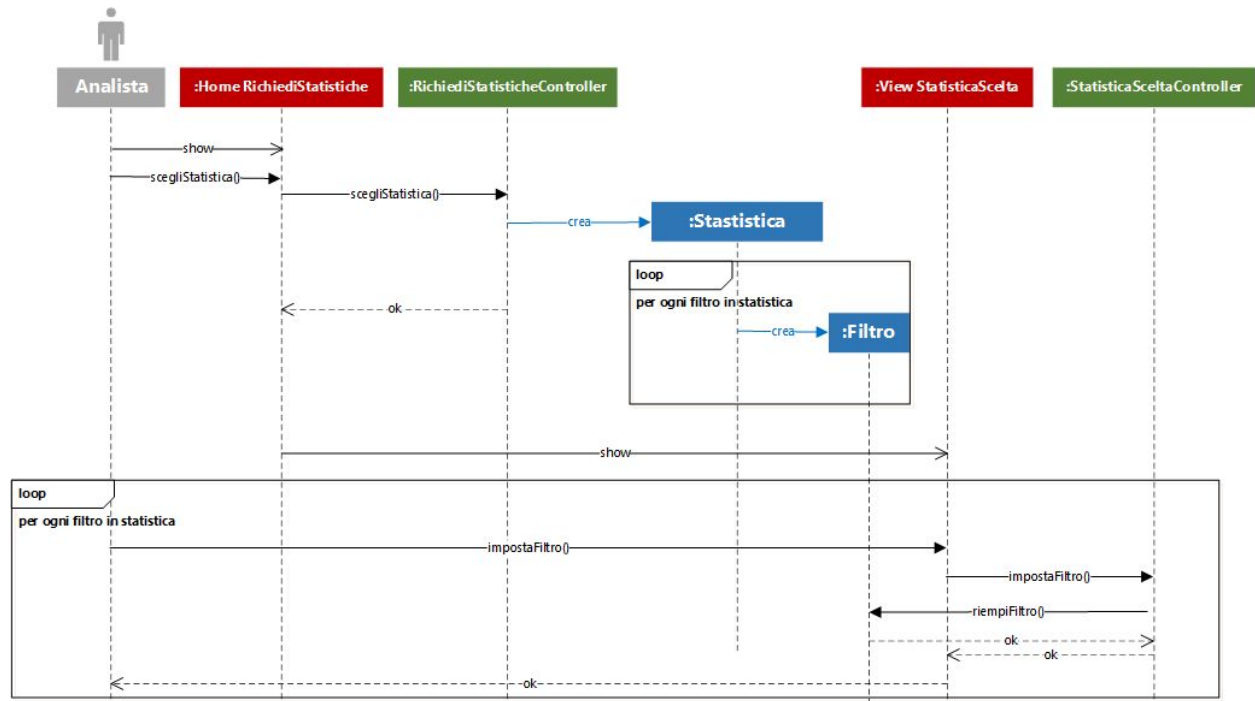 Analista
:Home RichiediStatistiche
:RichiediStatisticheController
:View StatisticaScelta
:StatisticaSceltaController
show
scegliStatistica()
scegliStatistica()
crea
:Stastistica
loop
per ogni filtro in statistica
ok
crea
:Filtro
show
loop
per ogni filtro in statistica
impostaFiltro()
impostaFiltro()
riempiFiltro()
ok
ok
ok